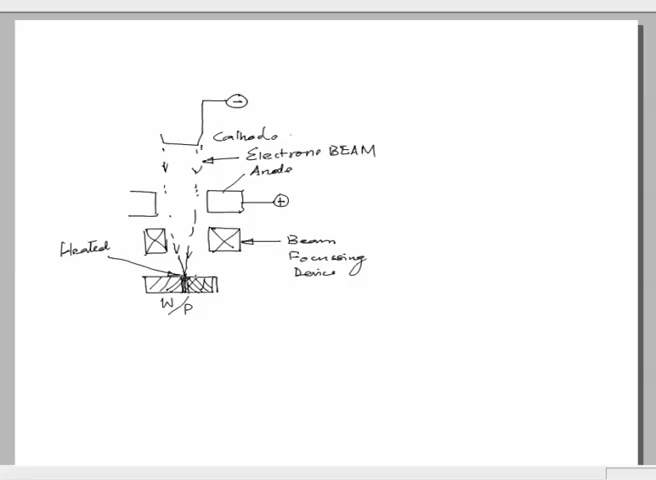 −
Cathode
Electrons BEAM
Anode
+
Heated
Beam
Focussing
Device
W/P